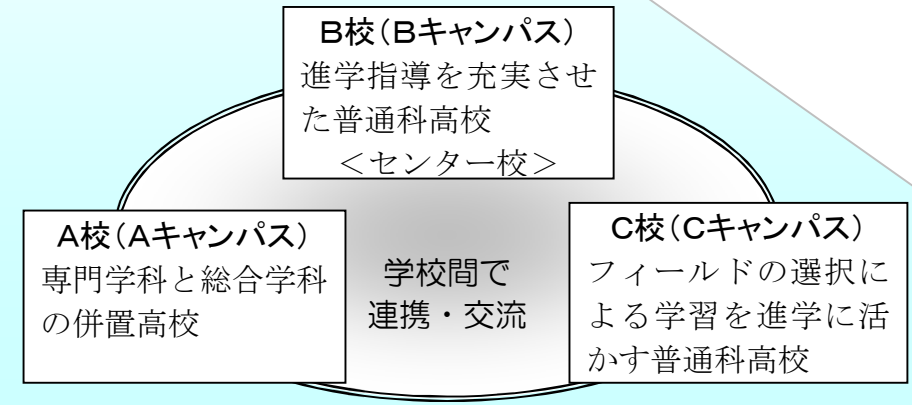 B校(Bキャンパス)
進学指導を充実させ
た普通科高校
<センター校>
A校(Aキャンパス)
専門学科と総合学科
の併置高校
学校間で
連携・交流
C校(Cキャンパス)
フィールドの選択に
よる学習を進学に活
かす普通科高校